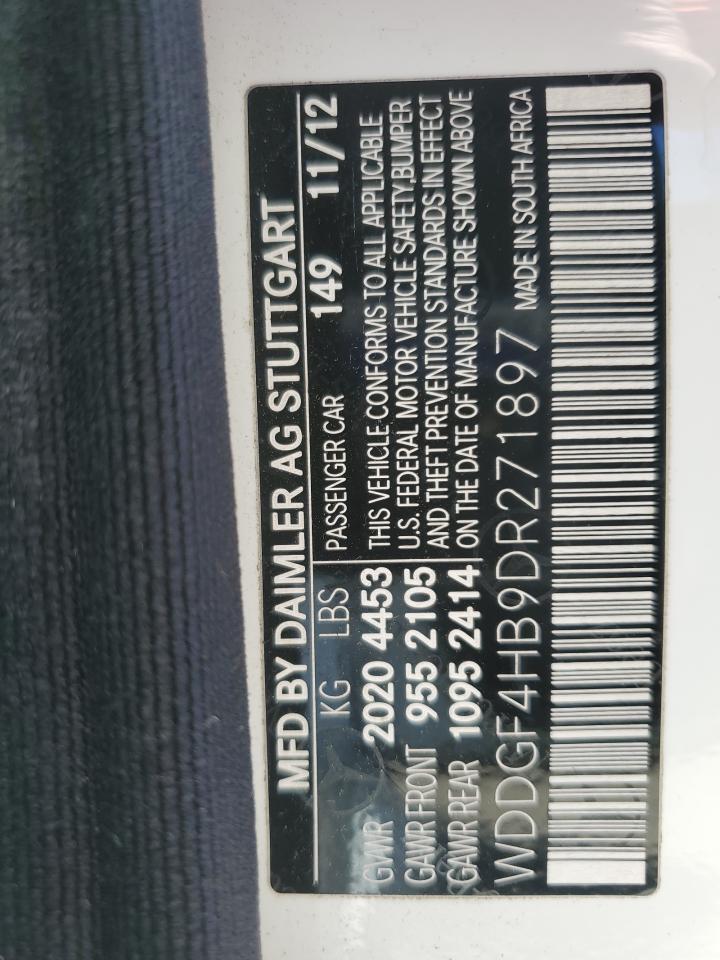 MFD BY DAIMLER AG STUTTGART
KG LBS PASSENGER CAR 149 11/12
GVWR 2020 4453 THIS VEHICLE CONFORMS TO ALL APPLICABLE
GAWR FRONT 955 2105 U.S. FEDERAL MOTOR VEHICLE SAFETY,BUMPER
GAWR REAR 1095 2414 AND THEFT PREVENTION STANDARDS IN EFFECT
ON THE DATE OF MANUFACTURE SHOWN ABOVE
WDDGF4HB9DR271897 MADE IN SOUTH AFRICA